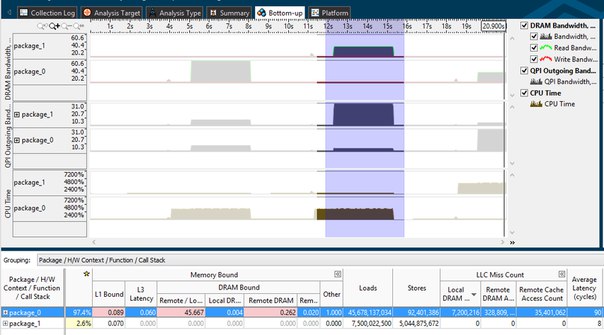 Collection Log Analysis Target Analysis Type Summary Bottom-up Platform
1s 2s 3s 4s 5s 6s 7s 8s 9s 10s 11s 12s 13s 14s 15s 16s 17s 18s 19s 20,900s
DRAM Bandwidth, ...
package_1
60.6
40.4
20.2
package_0
60.6
40.4
20.2
QPI Outgoing Ban...
package_1
31.0
20.7
10.3
package_0
31.0
20.7
10.3
CPU Time
package_1
7200%
4800%
2400%
package_0
7200%
4800%
2400%
DRAM Bandwidth, ...
Bandwidth, ...
Read Bandw...
Write Bandw...
QPI Outgoing Ban...
QPI Bandwidth...
CPU Time
CPU Time
Grouping: Package / H/W Context / Function / Call Stack
Package / H/W Context / Function / Call Stack
Memory Bound
L1 Bound
L3 Latency
DRAM Bound
Remote / Lo...
Local DR...
Remote DRAM
Rem...
Other
Loads
Stores
LLC Miss Count
Local DRAM ...
Remote DRAM A...
Remote Cache Access Count
Average Latency (cycles)
package_0 97.4% 0.089 0.060 45.667 0.004 0.262 0.020 1.000 45,678,137,034 92,401,386 7,200,216 328,809, ... 35,401,062 90
package_1 2.6% 0.070 0.000 0.000 0.000 0.000 0.000 7,500,022,500 5,044,875,672 0 0 0 61